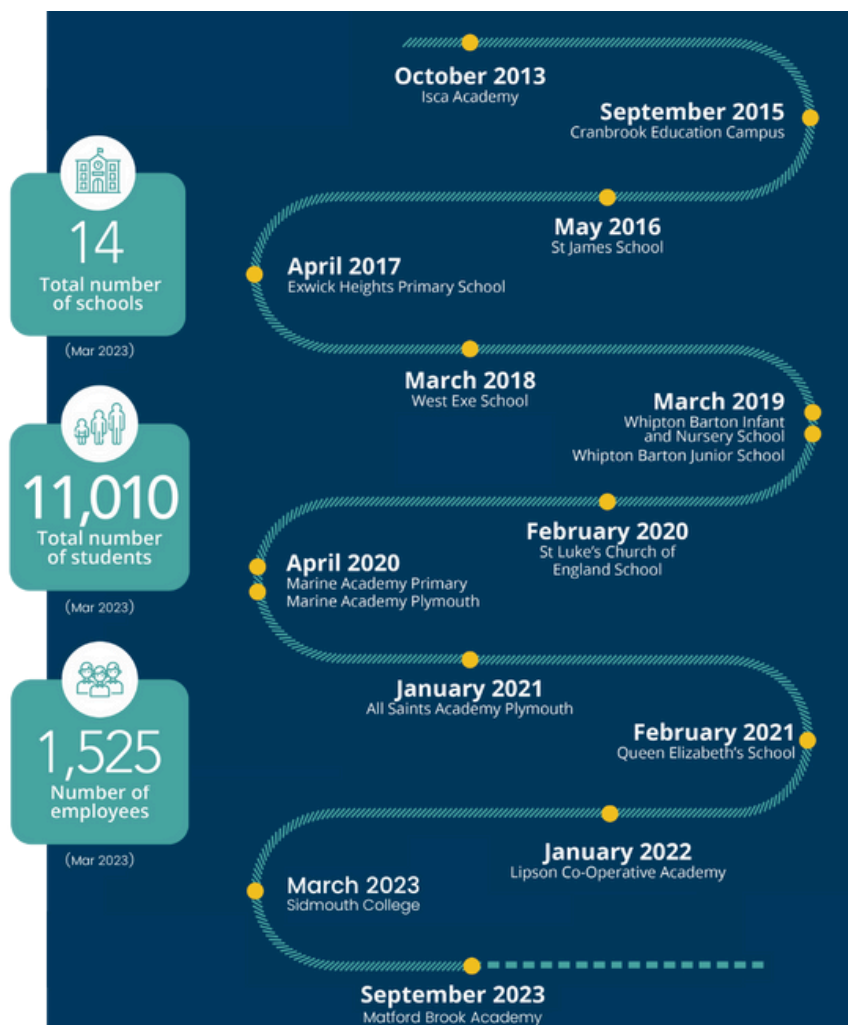 October 2013
Isca Academy
September 2015
Cranbrook Education Campus
May 2016
St James School
April 2017
Exwick Heights Primary School
March 2018
West Exe School
March 2019
Whipton Barton Infant
and Nursery School
Whipton Barton Junior School
February 2020
St Luke's Church of
England School
April 2020
Marine Academy Primary
Marine Academy Plymouth
January 2021
All Saints Academy Plymouth
February 2021
Queen Elizabeth's School
January 2022
Lipson Co-Operative Academy
March 2023
Sidmouth College
September 2023
Matford Brook Academy
14
Total number
of schools
(Mar 2023)
11,010
Total number
of students
(Mar 2023)
1,525
Number of
employees
(Mar 2023)